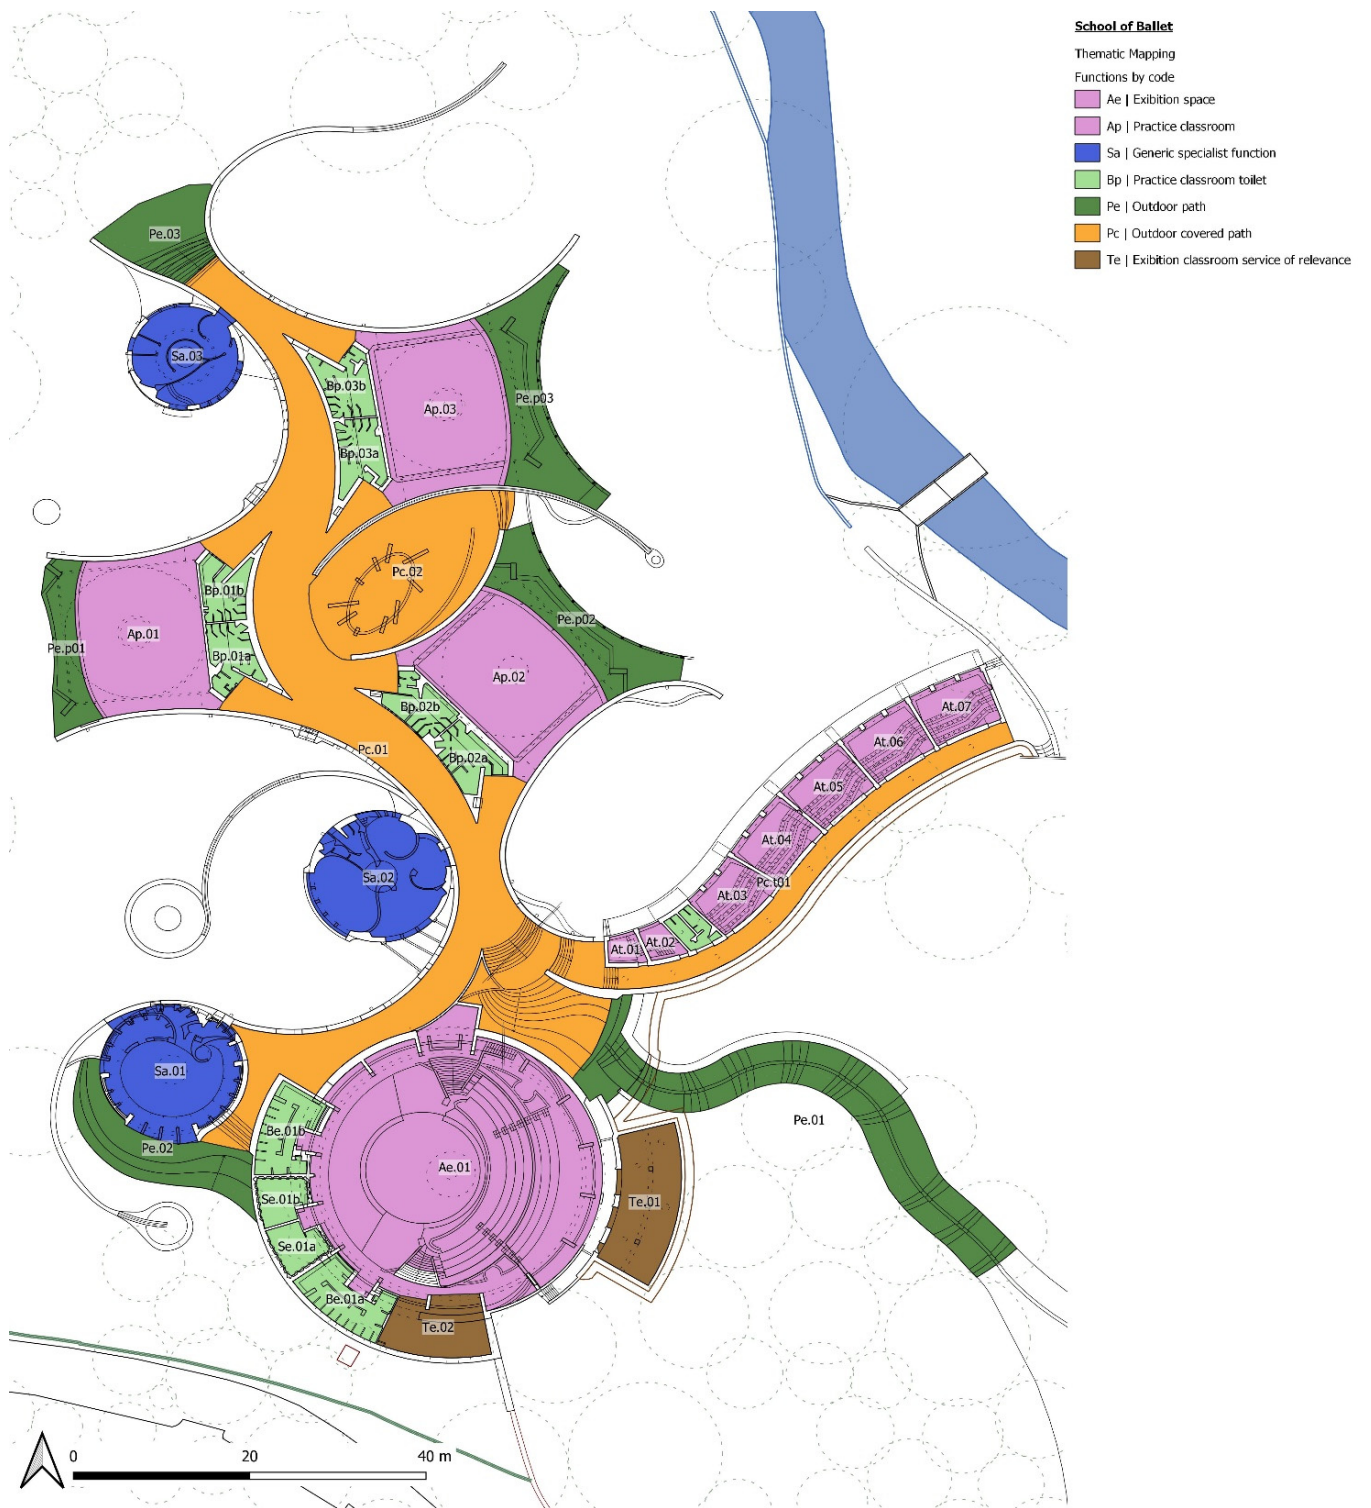 School of Ballet
Thematic Mapping
Functions by code
Ae | Exibition space
Ap | Practice classroom
Sa | Generic specialist function
Bp | Practice classroom toilet
Pe | Outdoor path
Pc | Outdoor covered path
Te | Exibition classroom service of relevance
Pe.03
Sa.03
Bp.03b
Ap.03
Pe.p03
Bp.03a
Pc.02
Bp.01b
Ap.01
Pe.p01
Bp.01a
Pe.p02
Ap.02
Bp.02b
Pc.01
Bp.02a
At.07
At.06
At.05
At.04
Pc.t01
At.03
At.02
At.01
Sa.02
Sa.01
Pe.01
Pe.02
Be.01b
Ae.01
Se.01b
Te.01
Se.01a
Be.01a
Te.02
0 20 40 m